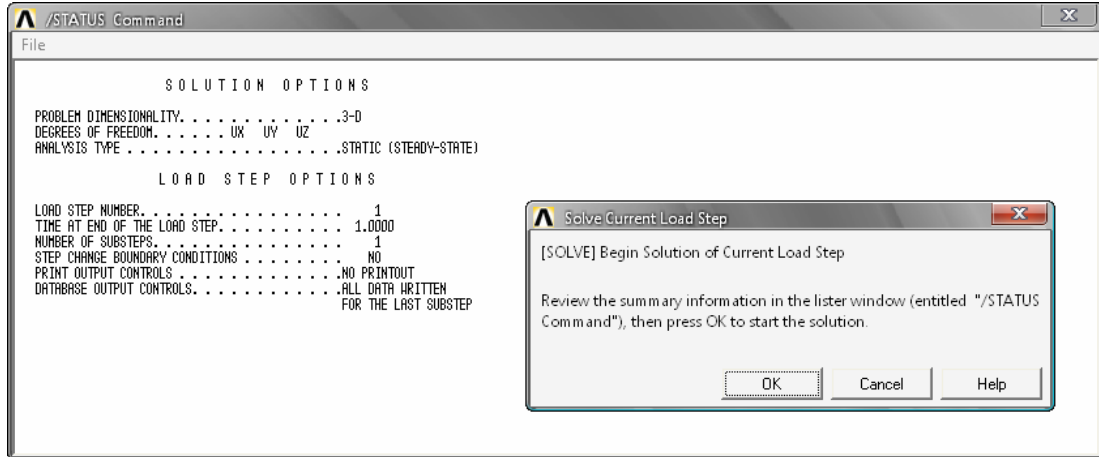 /STATUS Command
File
SOLUTION OPTIONS
PROBLEM DIMENSIONALITY. . . . . . . . . . . . .3-D
DEGREES OF FREEDOM. . . . . . UX UY UZ
ANALYSIS TYPE . . . . . . . . . . . . . . . . .STATIC (STEADY-STATE)
LOAD STEP OPTIONS
LOAD STEP NUMBER. . . . . . . . . . . . . . . . 1
TIME AT END OF THE LOAD STEP. . . . . . . . . . 1.0000
NUMBER OF SUBSTEPS. . . . . . . . . . . . . . . 1
STEP CHANGE BOUNDARY CONDITIONS . . . . . . . . NO
PRINT OUTPUT CONTROLS . . . . . . . . . . . . .NO PRINTOUT
DATABASE OUTPUT CONTROLS. . . . . . . . . . . .ALL DATA WRITTEN
FOR THE LAST SUBSTEP
Solve Current Load Step
[SOLVE] Begin Solution of Current Load Step
Review the summary information in the lister window (entitled "/STATUS
Command"), then press OK to start the solution.
OK Cancel Help